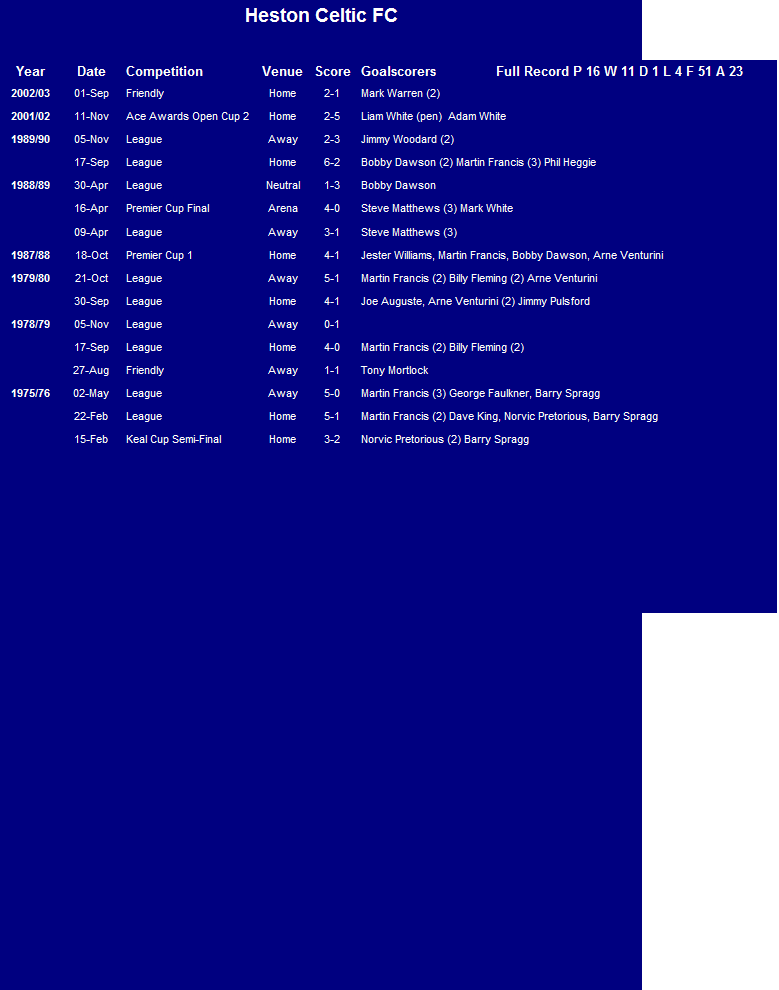 Heston Celtic FC
Year Date Competition Venue Score Goalscorers Full Record P 16 W 11 D 1 L 4 F 51 A 23
2002/03 01-Sep Friendly Home 2-1 Mark Warren (2)
2001/02 11-Nov Ace Awards Open Cup 2 Home 2-5 Liam White (pen) Adam White
1989/90 05-Nov League Away 2-3 Jimmy Woodard (2)
17-Sep League Home 6-2 Bobby Dawson (2) Martin Francis (3) Phil Heggie
1988/89 30-Apr League Neutral 1-3 Bobby Dawson
16-Apr Premier Cup Final Arena 4-0 Steve Matthews (3) Mark White
09-Apr League Away 3-1 Steve Matthews (3)
1987/88 18-Oct Premier Cup 1 Home 4-1 Jester Williams, Martin Francis, Bobby Dawson, Arne Venturini
1979/80 21-Oct League Away 5-1 Martin Francis (2) Billy Fleming (2) Arne Venturini
30-Sep League Home 4-1 Joe Auguste, Arne Venturini (2) Jimmy Pulsford
1978/79 05-Nov League Away 0-1
17-Sep League Home 4-0 Martin Francis (2) Billy Fleming (2)
27-Aug Friendly Away 1-1 Tony Mortlock
1975/76 02-May League Away 5-0 Martin Francis (3) George Faulkner, Barry Spragg
22-Feb League Home 5-1 Martin Francis (2) Dave King, Norvic Pretorious, Barry Spragg
15-Feb Keal Cup Semi-Final Home 3-2 Norvic Pretorious (2) Barry Spragg